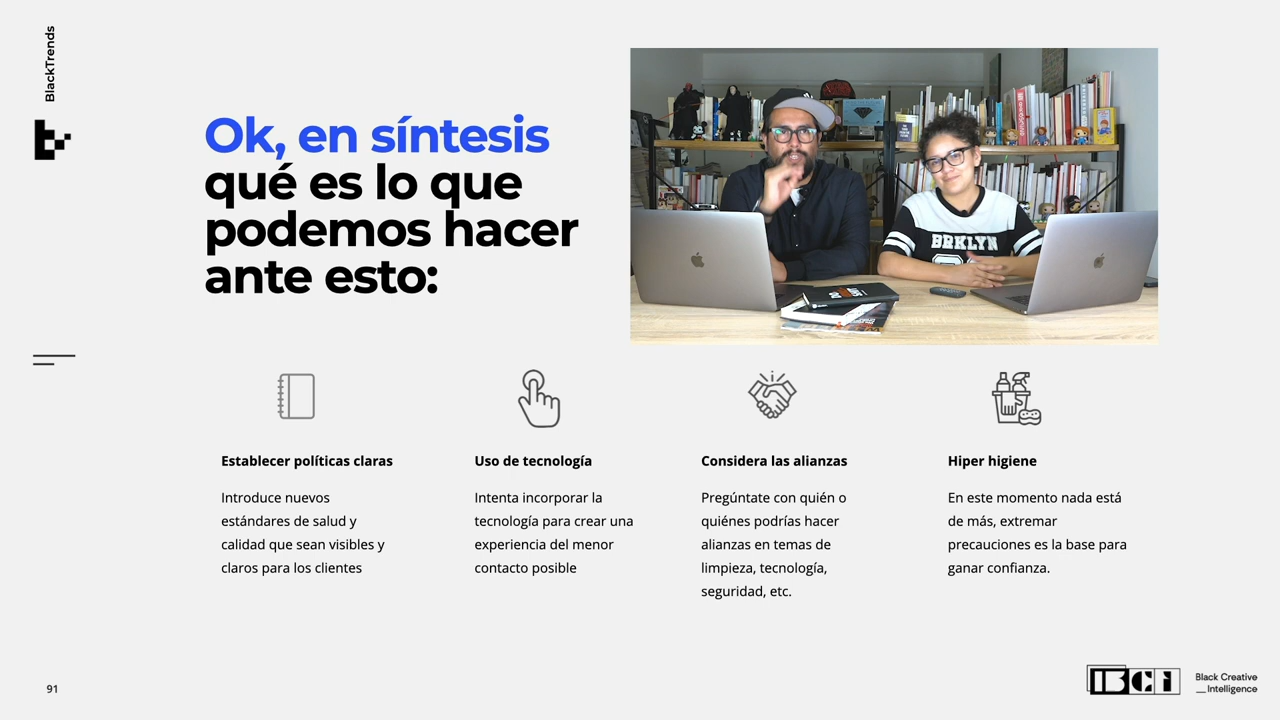 BlackTrends
Ok, en síntesis
qué es lo que
podemos hacer
ante esto:
BRKLYN
Establecer políticas claras
Introduce nuevos
estándares de salud y
calidad que sean visibles y
claros para los clientes
Uso de tecnología
Intenta incorporar la
tecnología para crear una
experiencia del menor
contacto posible
Considera las alianzas
Pregúntate con quién o
quiénes podrías hacer
alianzas en temas de
limpieza, tecnología,
seguridad, etc.
Hiper higiene
En este momento nada está
de más, extremar
precauciones es la base para
ganar confianza.
91
BCi
Black Creative
__Intelligence